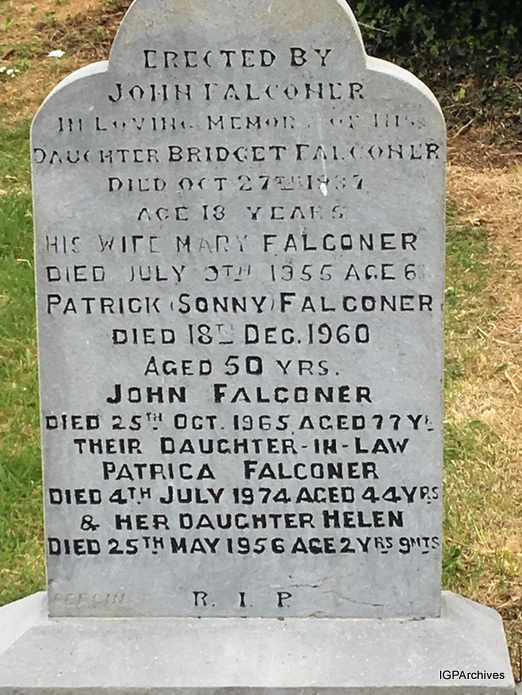 ERECTED BY
JOHN FALCONER
IN LOVING MEMORY OF HIS
DAUGHTER BRIDGET FALCONER
DIED OCT 27TH 1937
AGE 18 YEARS
HIS WIFE MARY FALCONER
DIED JULY 9TH 1955 AGE
PATRICK (SONNY) FALCONER
DIED 18TH DEC. 1960
AGED 50 YRS.
JOHN FALCONER
DIED 25TH OCT. 1965, AGED 77 Y
THEIR DAUGHTER-IN-LAW
PATRICA FALCONER
DIED 4TH JULY 1974 AGED 44 YRS
& HER DAUGHTER HELEN
DIED 25TH MAY 1956 AGE 2 YRS 9 MTS
R. I. P.
IGPArchives